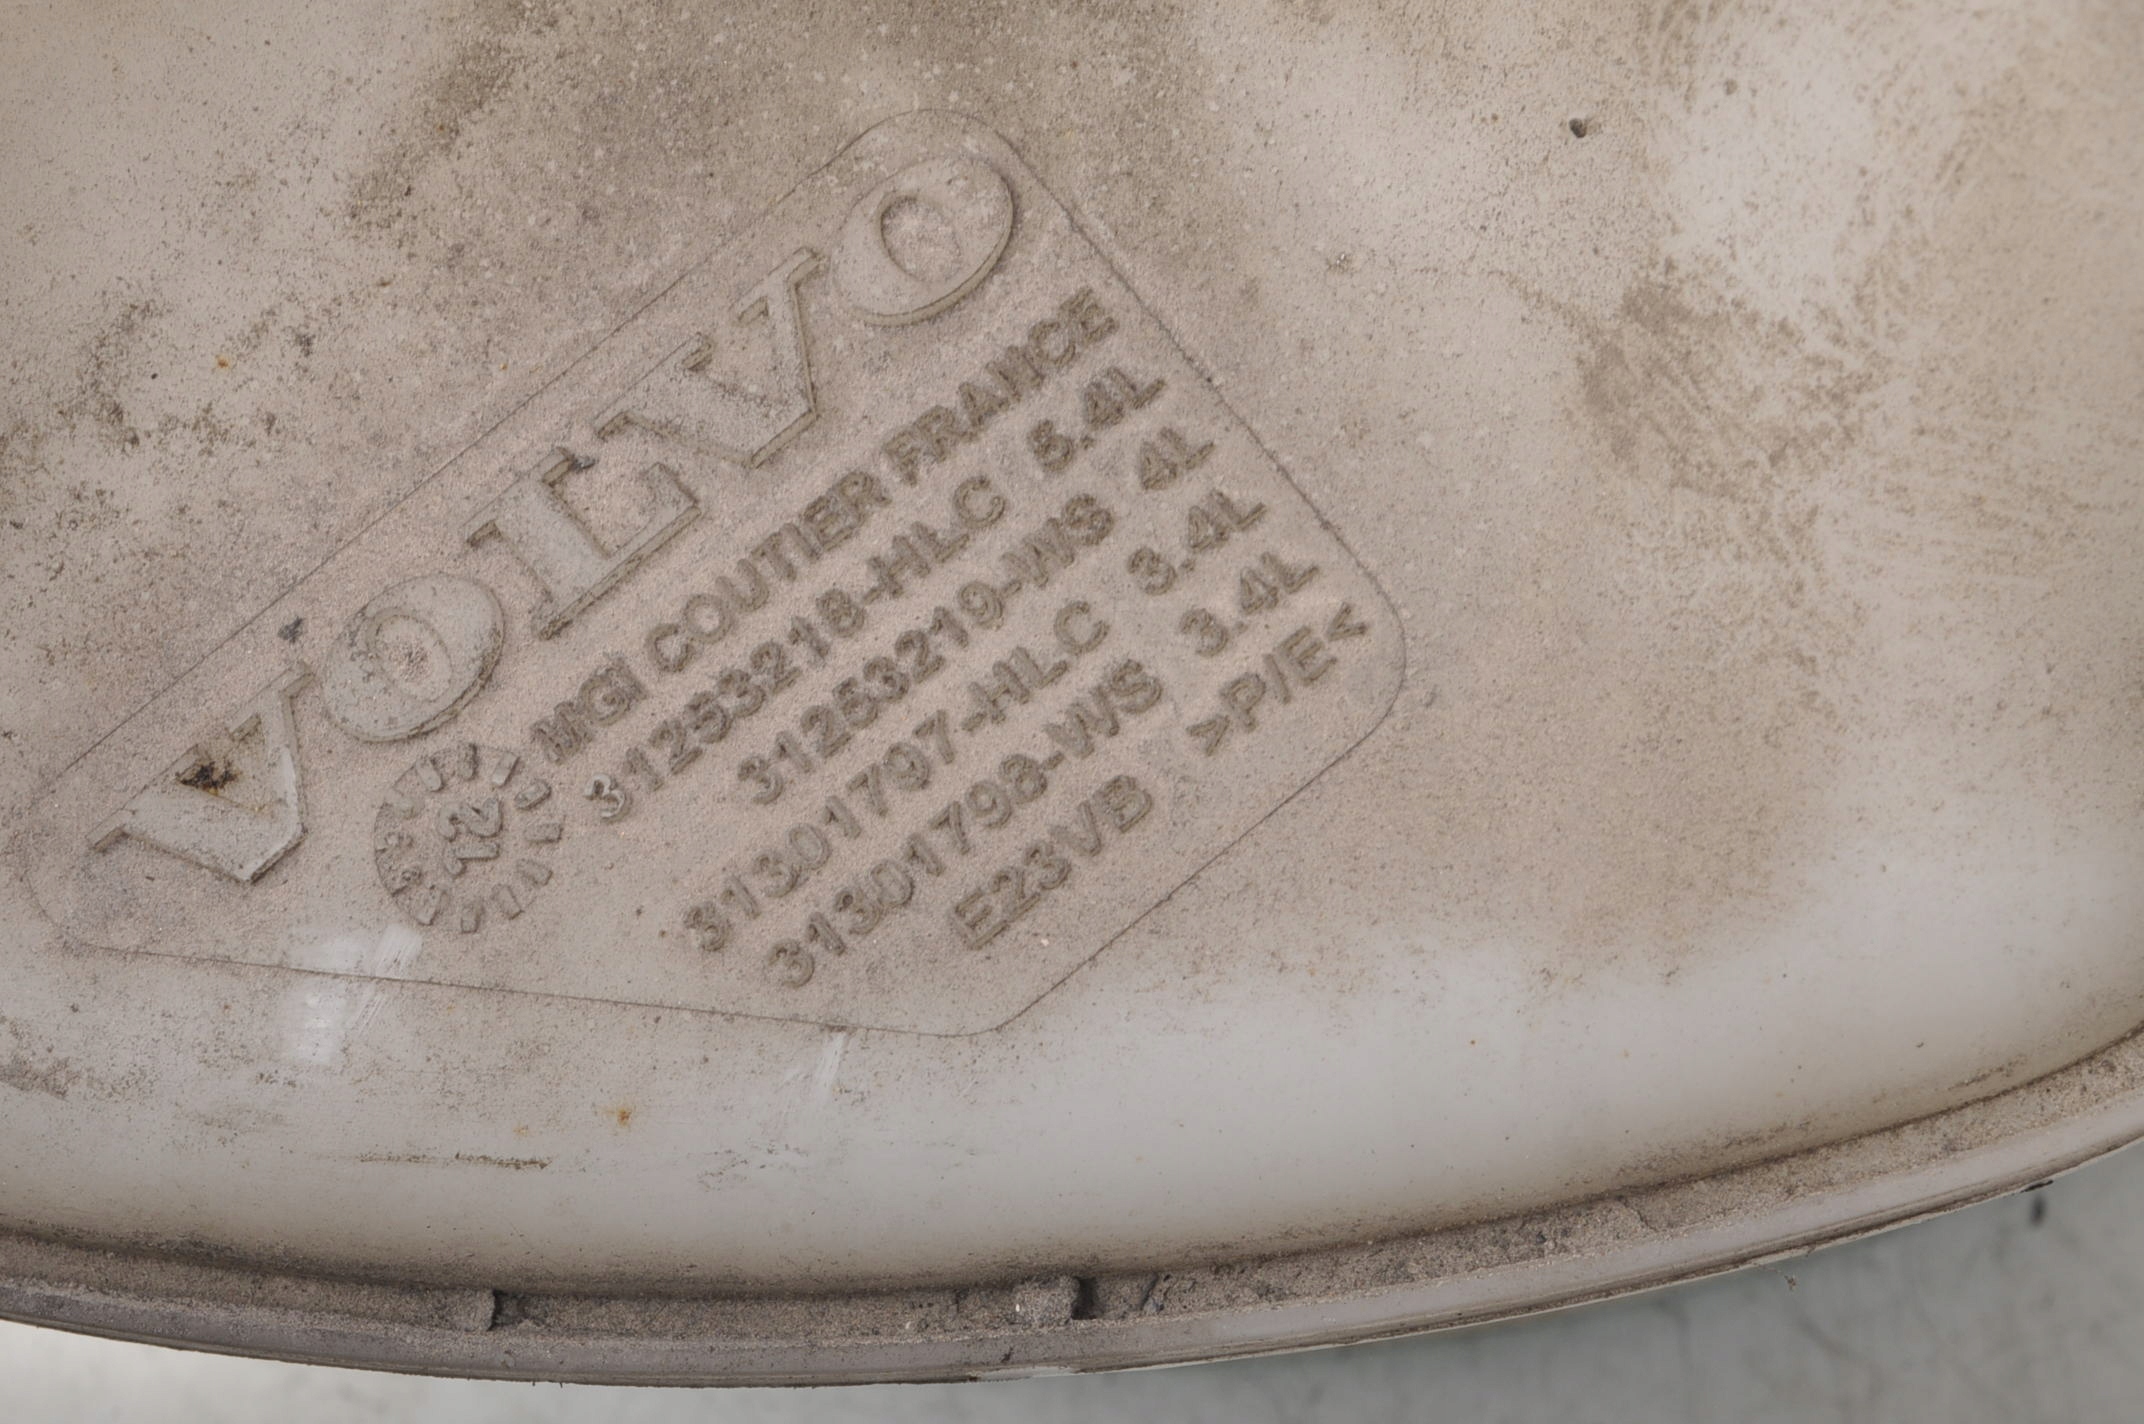 VOLVO
MGI COUTIER FRANCE
31253218-HLC 5.4L
31253219-WS 4L
31301797-HLC 3.4L
31301798-WS 3.4L
E23VB >P/E<
12